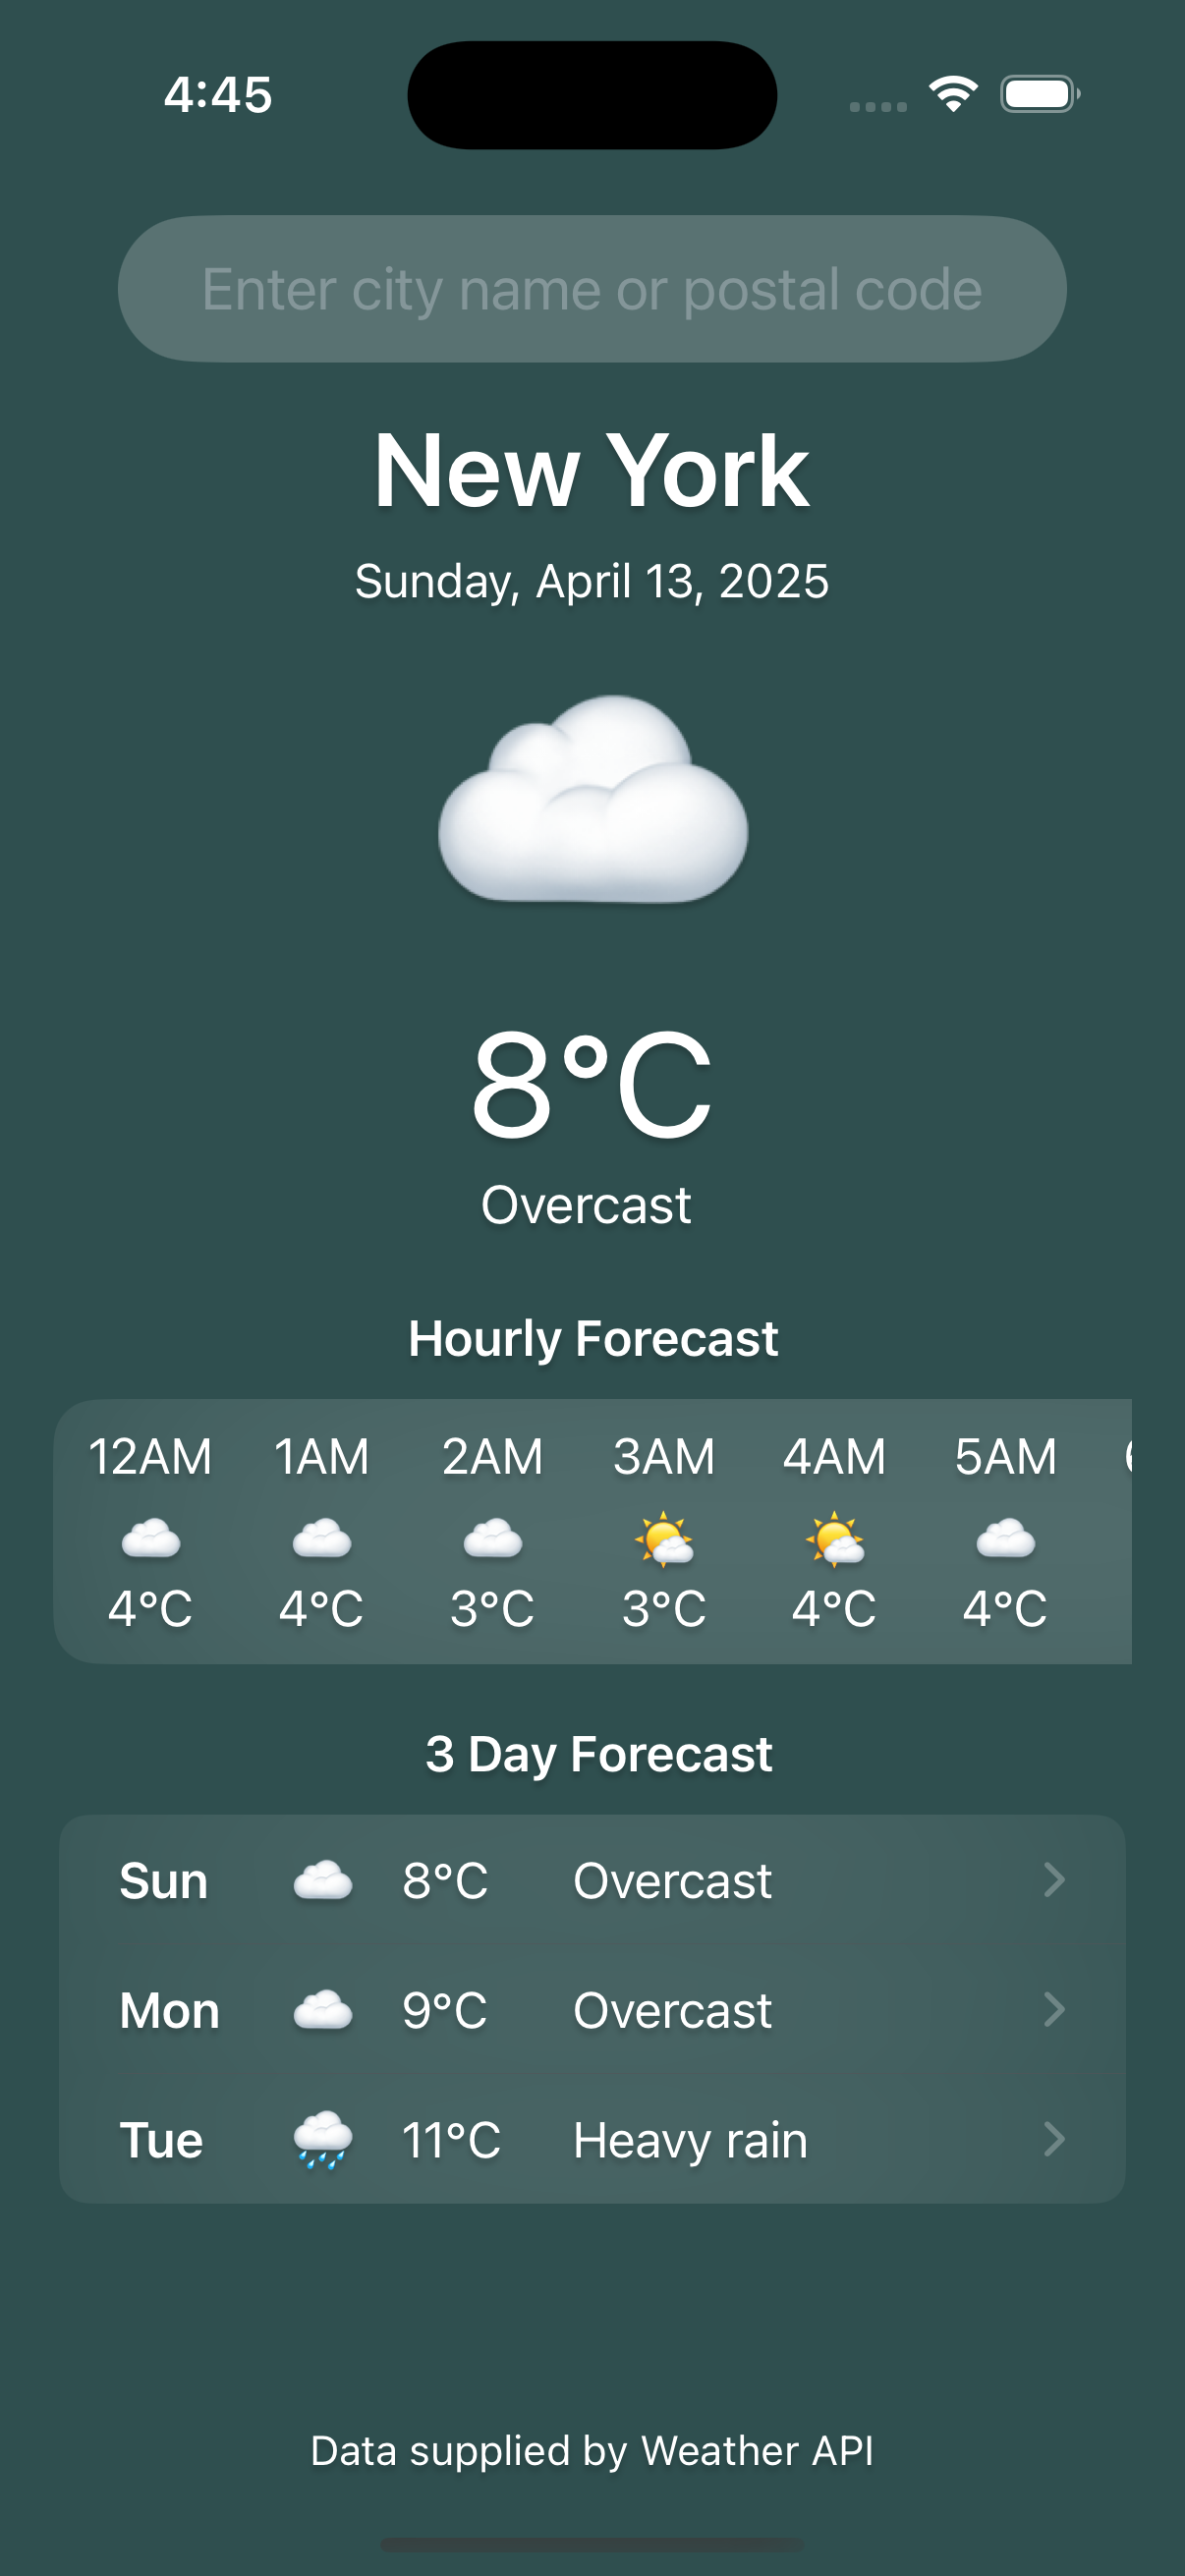 4:45
Enter city name or postal code
New York
Sunday, April 13, 2025
8°C
Overcast
Hourly Forecast
12AM 1AM 2AM 3AM 4AM 5AM
4°C 4°C 3°C 3°C 4°C 4°C
3 Day Forecast
Sun 8°C Overcast
Mon 9°C Overcast
Tue 11°C Heavy rain
Data supplied by Weather API